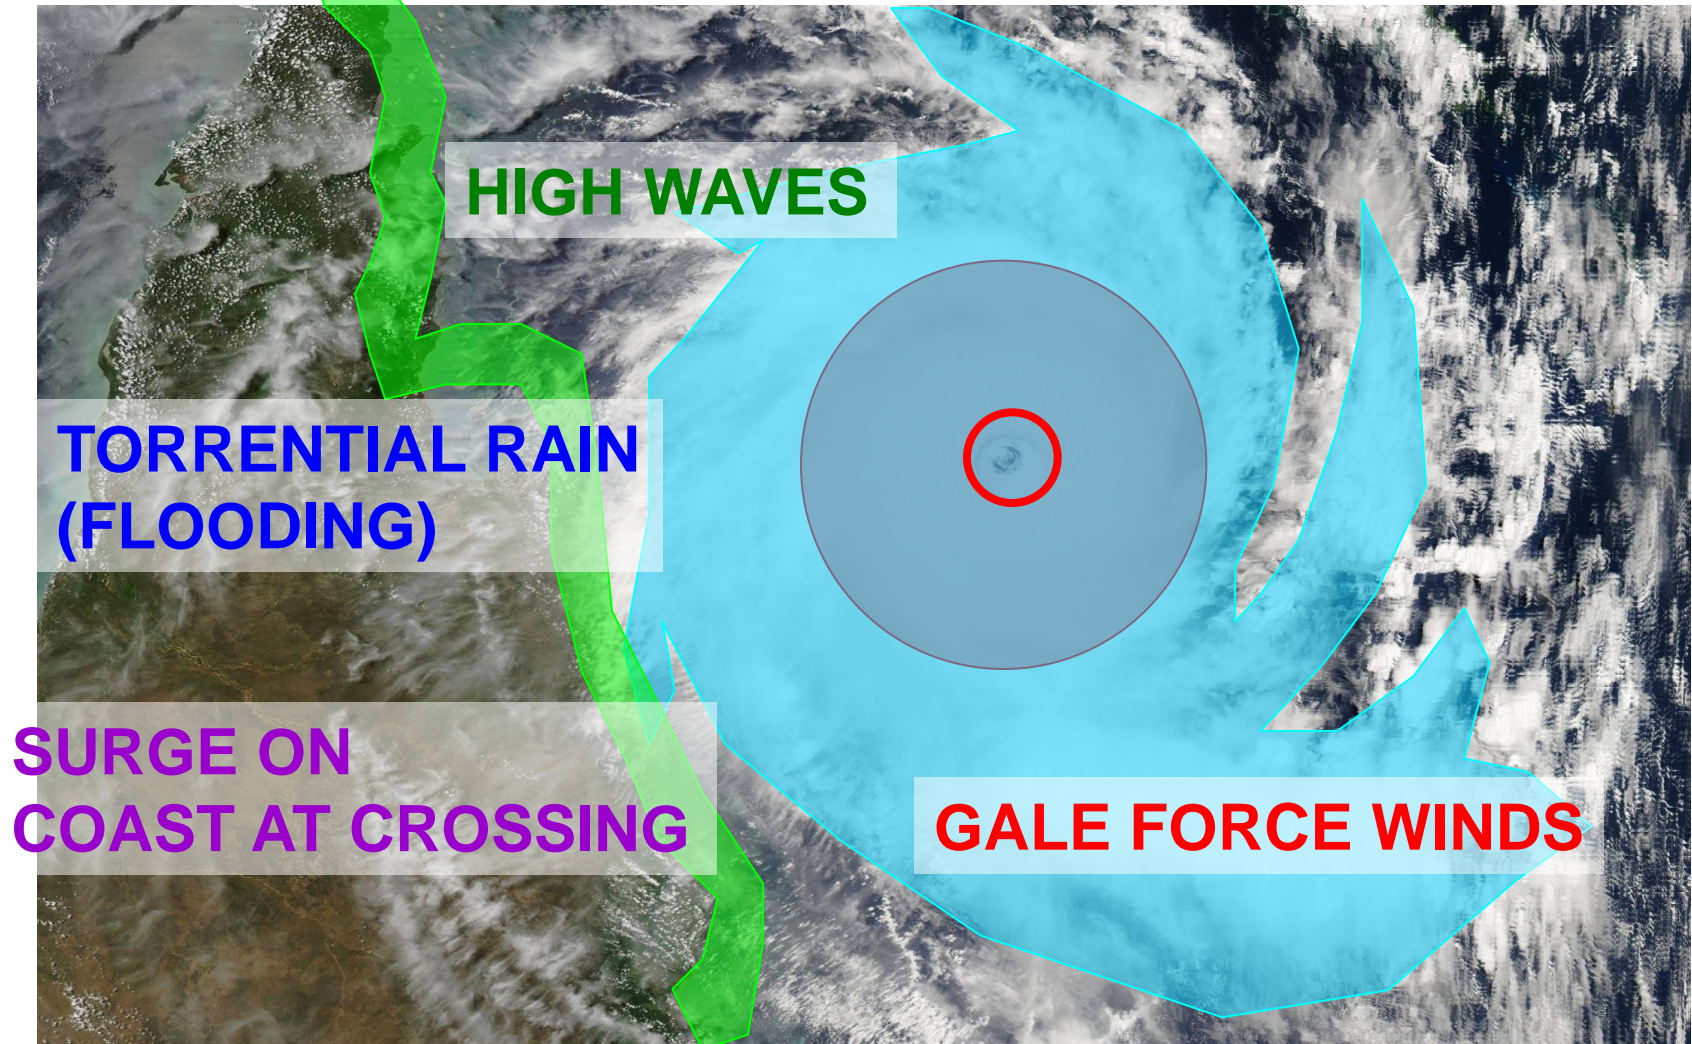 HIGH WAVES
TORRENTIAL RAIN
(FLOODING)
SURGE ON
COAST AT CROSSING
GALE FORCE WINDS